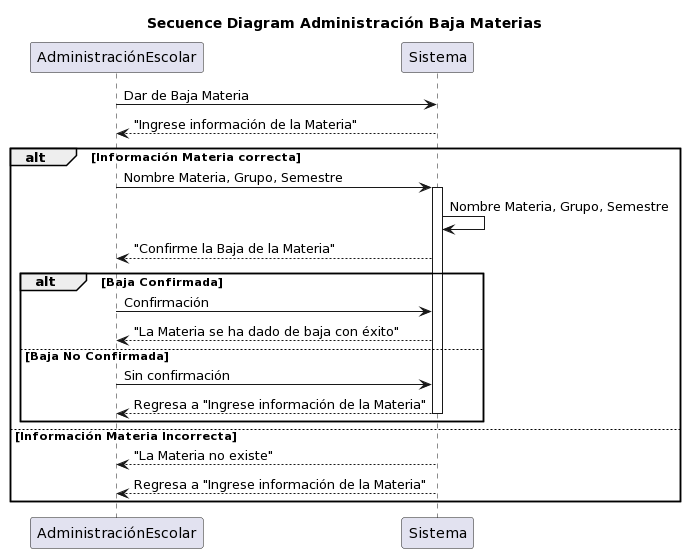 Secuence Diagram Administración Baja Materias
AdministraciónEscolar
Sistema
Dar de Baja Materia
"Ingrese información de la Materia"
alt
[Información Materia correcta]
Nombre Materia, Grupo, Semestre
Nombre Materia, Grupo, Semestre
"Confirme la Baja de la Materia"
alt
[Baja Confirmada]
Confirmación
"La Materia se ha dado de baja con éxito"
[Baja No Confirmada]
Sin confirmación
Regresa a "Ingrese información de la Materia"
[Información Materia Incorrecta]
"La Materia no existe"
Regresa a "Ingrese información de la Materia"
AdministraciónEscolar
Sistema